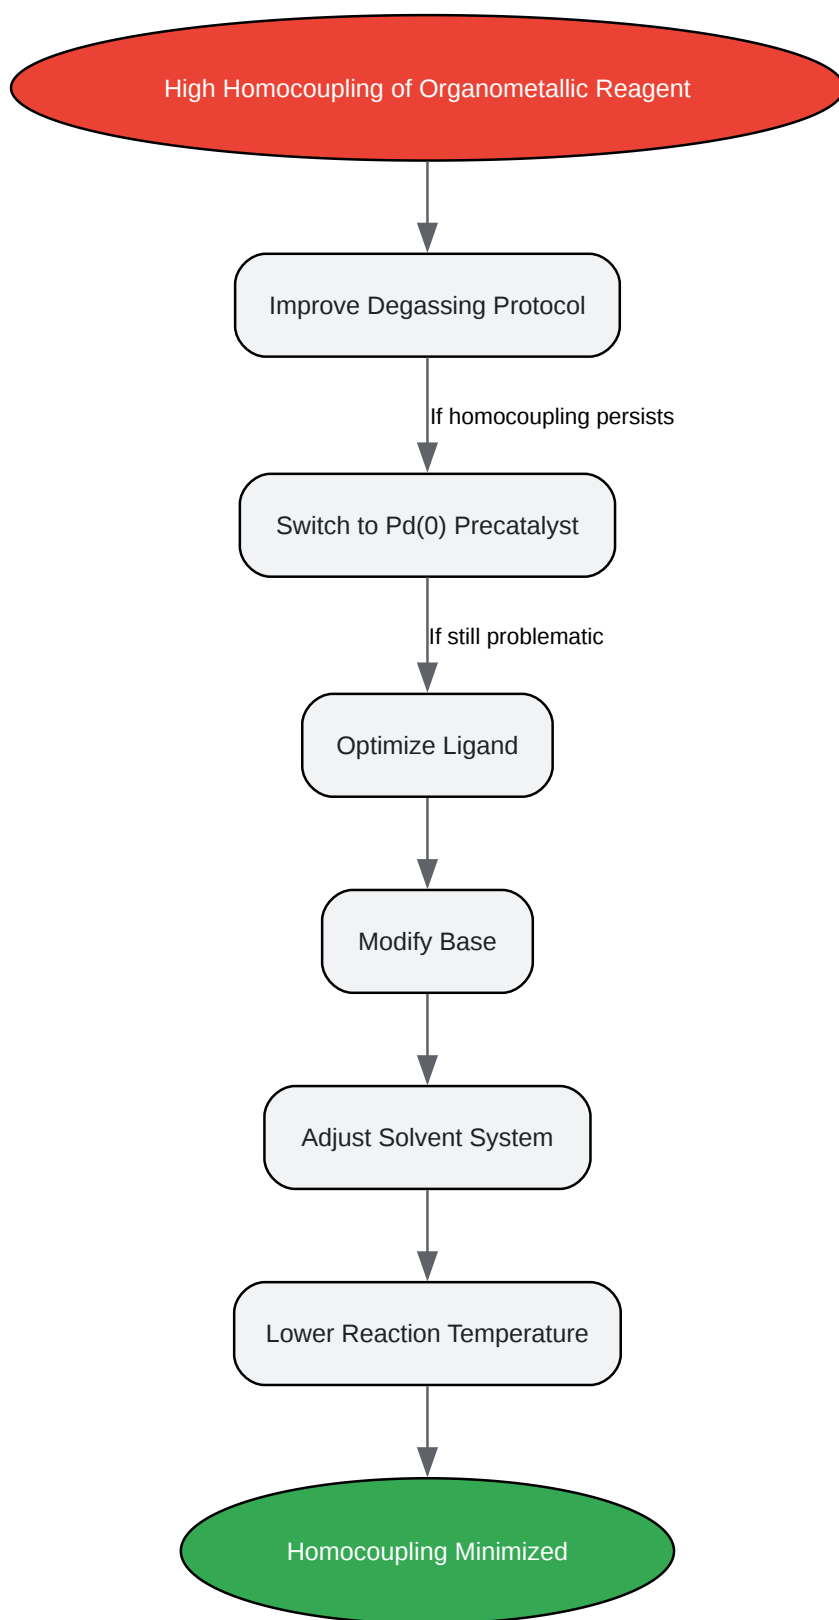 High Homocoupling of Organometallic Reagent
Improve Degassing Protocol
If homocoupling persists
Switch to Pd(0) Precatalyst
If still problematic
Optimize Ligand
Modify Base
Adjust Solvent System
Lower Reaction Temperature
Homocoupling Minimized